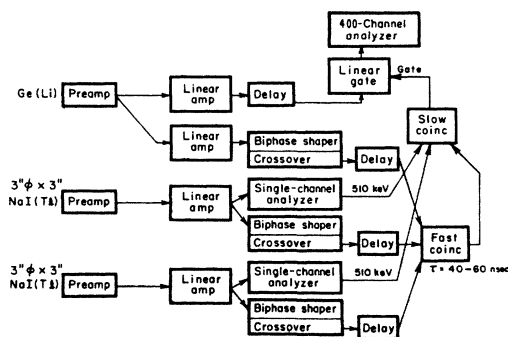 400-Channel
analyzer
Linear
gate
Gate
Ge(Li)
Preamp
Linear
amp
Delay
Slow
coinc
Linear
amp
Biphase shaper
Crossover
Delay
3"φ × 3"
NaI(Tℓ)
Preamp
Linear
amp
Single-channel
analyzer
510 keV
Biphase shaper
Crossover
Delay
Fast
coinc
τ = 40-60 nsec
3"φ × 3"
NaI(Tℓ)
Preamp
Linear
amp
Single-channel
analyzer
510 keV
Biphase shaper
Crossover
Delay